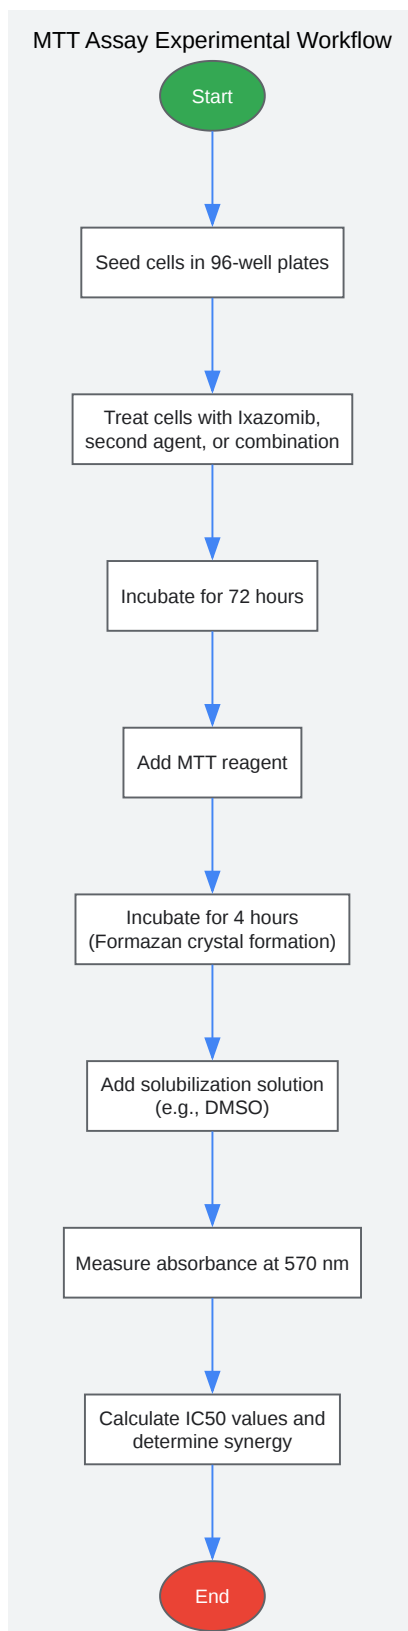 MTT Assay Experimental Workflow
Start
Seed cells in 96-well plates
Treat cells with Ixazomib,
second agent, or combination
Incubate for 72 hours
Add MTT reagent
Incubate for 4 hours
(Formazan crystal formation)
Add solubilization solution
(e.g., DMSO)
Measure absorbance at 570 nm
Calculate IC50 values and
determine synergy
End